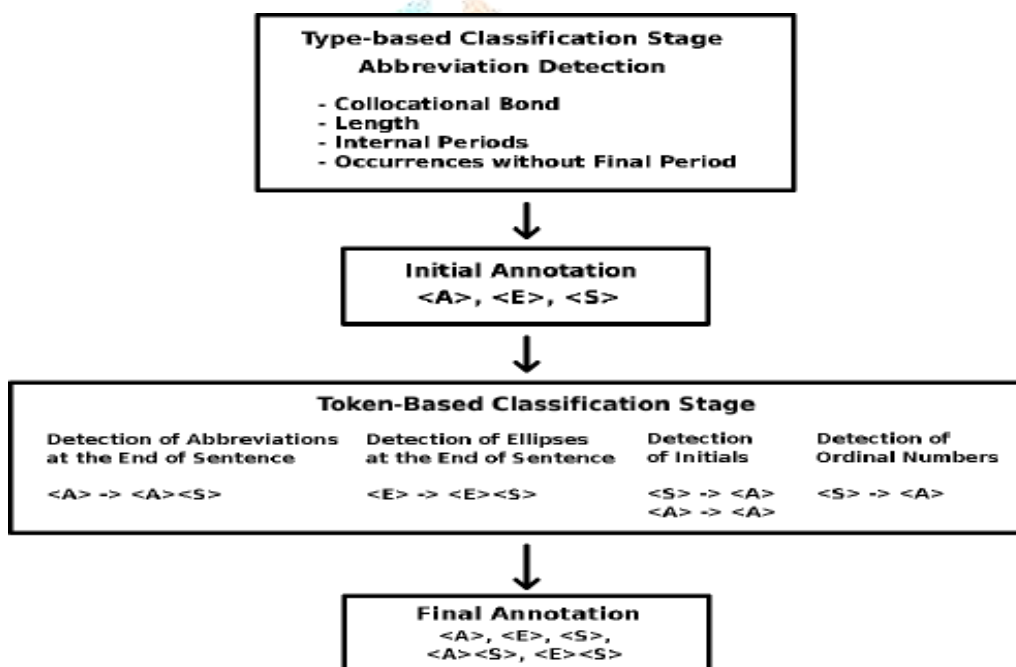 Type-based Classification Stage
Abbreviation Detection
- Collocational Bond
- Length
- Internal Periods
- Occurrences without Final Period
Initial Annotation
<A>, <E>, <S>
Token-Based Classification Stage
Detection of Abbreviations
at the End of Sentence
<A> -> <A><S>
Detection of Ellipses
at the End of Sentence
<E> -> <E><S>
Detection
of Initials
<S> -> <A>
<A> -> <A>
Detection of
Ordinal Numbers
<S> -> <A>
Final Annotation
<A>, <E>, <S>,
<A><S>, <E><S>